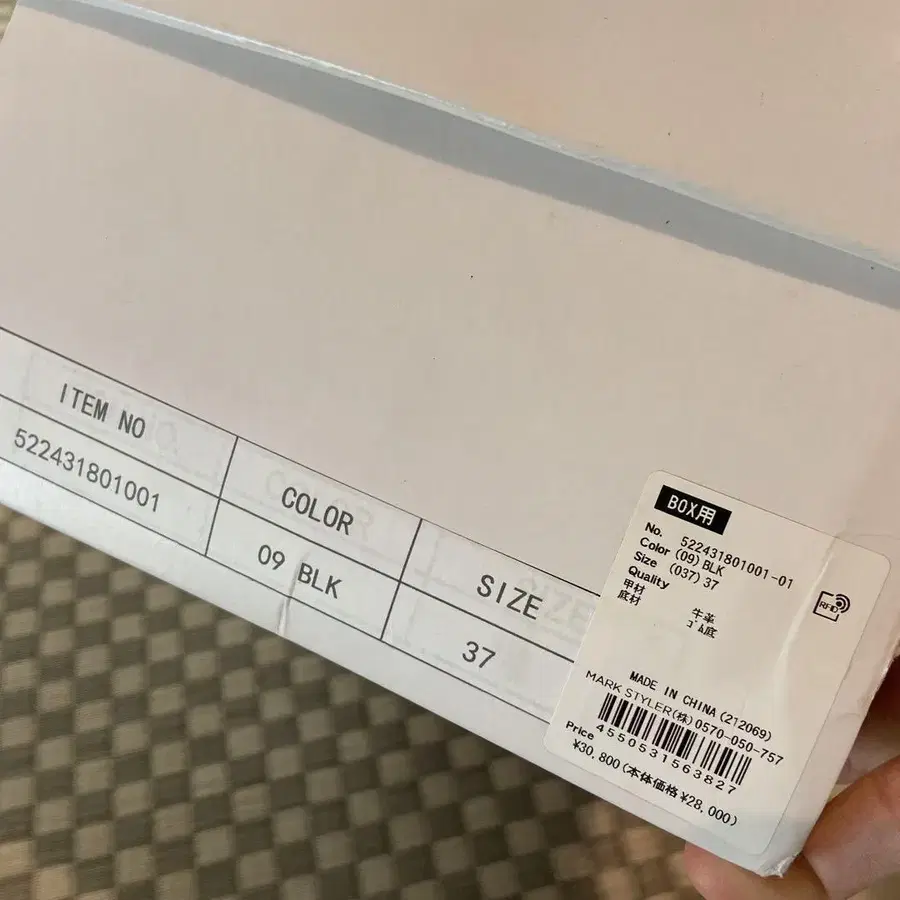 ITEM NO
522431801001
COLOR
09 BLK
SIZE
37
BOX用
No. 522431801001-01
Color (09) BLK
Size (037) 37
Quality
甲材 牛革
底材 ｺﾞﾑ底
RFID
MADE IN CHINA (212069)
MARK STYLER(株) 0570-050-757
4550531563827
Price
¥30,800(本体価格 ¥28,000)